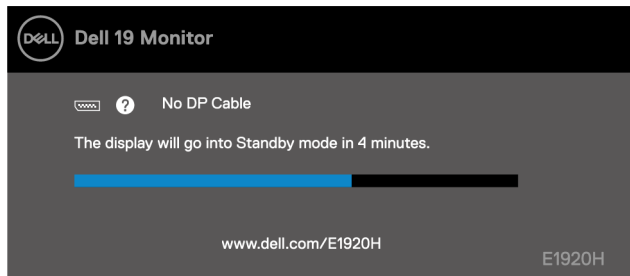 DELL Dell 19 Monitor
? No DP Cable
The display will go into Standby mode in 4 minutes.
www.dell.com/E1920H
E1920H